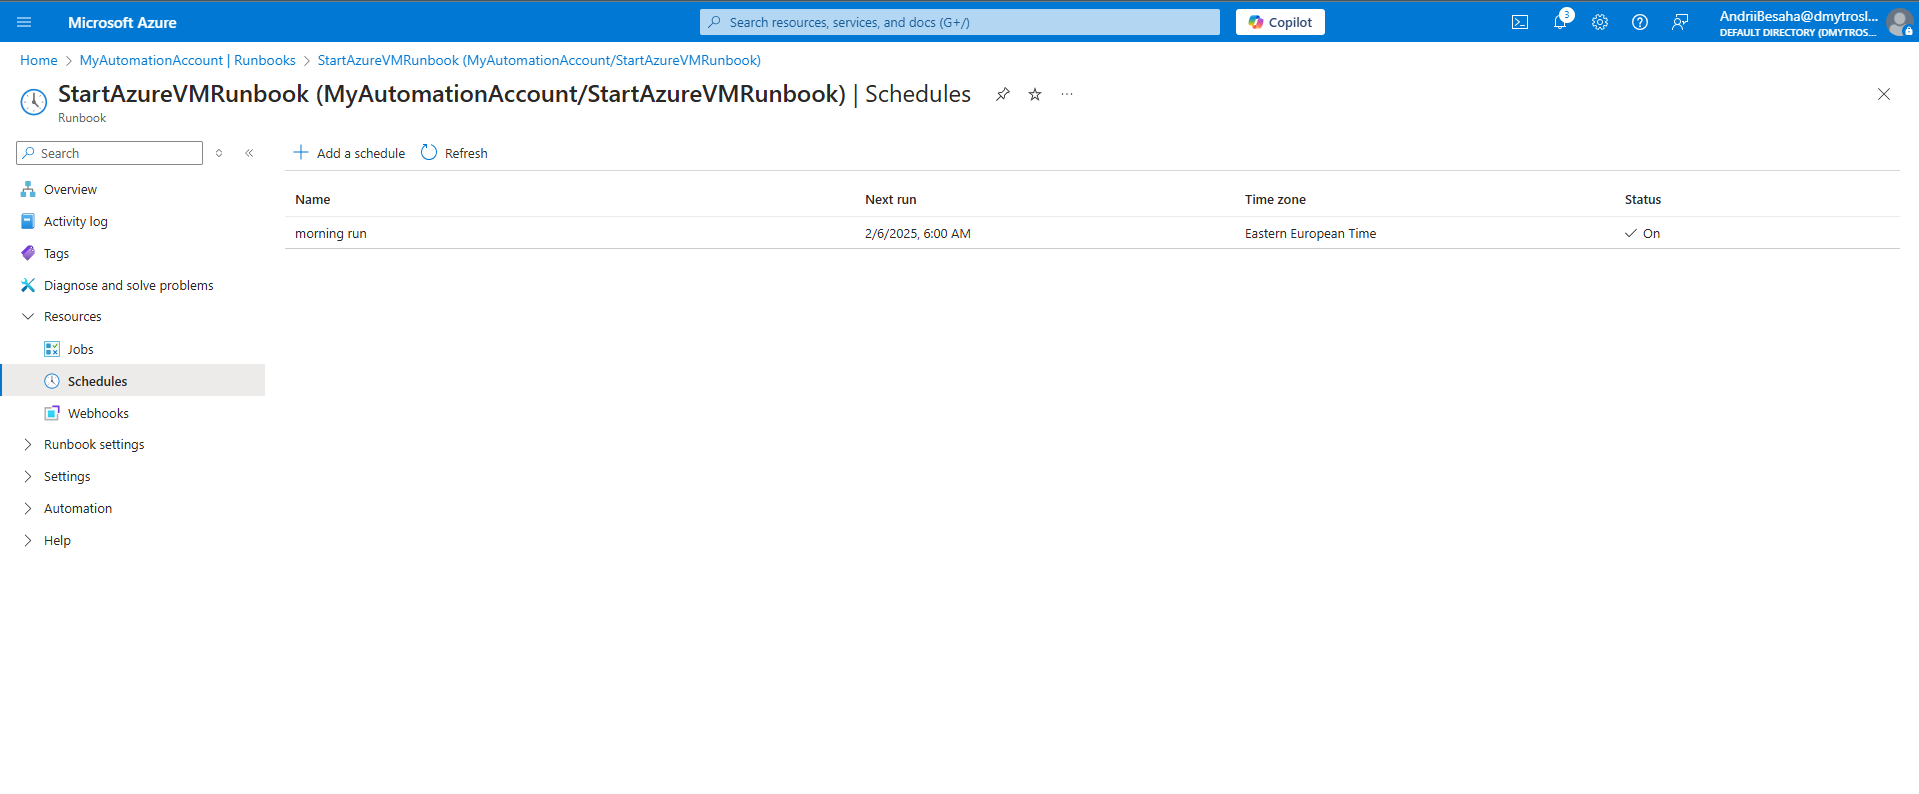 Microsoft Azure
Search resources, services, and docs (G+/)
Copilot
3
AndriiBesaha@dmytrosl...
DEFAULT DIRECTORY (DMYTROS...
Home > MyAutomationAccount | Runbooks > StartAzureVMRunbook (MyAutomationAccount/StartAzureVMRunbook)
StartAzureVMRunbook (MyAutomationAccount/StartAzureVMRunbook) | Schedules
Runbook
Search
Add a schedule
Refresh
Overview
Activity log
Tags
Diagnose and solve problems
Resources
Jobs
Schedules
Webhooks
Runbook settings
Settings
Automation
Help
Name Next run Time zone Status
morning run 2/6/2025, 6:00 AM Eastern European Time On